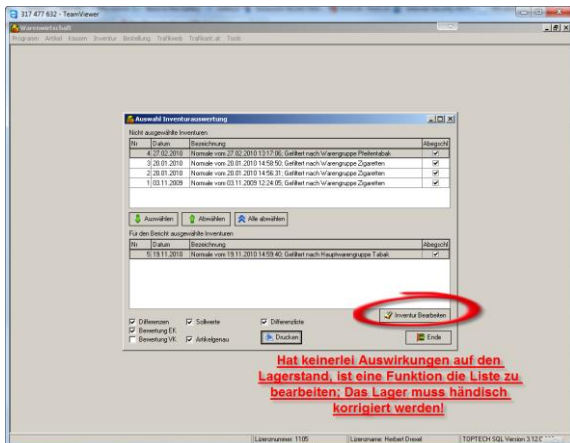 317 477 632 - TeamViewer
Warenwirtschaft
Programm Artikel Kassen Inventur Bestellung Trafikweb Trafikant.at Tools
Auswahl Inventurauswertung
Nicht ausgewählte Inventuren
Nr Datum Bezeichnung Abgeschl
4 27.02.2010 Normale vom 27.02.2010 13:17:06; Gefiltert nach Warengruppe Pfeifentabak
3 20.01.2010 Normale vom 20.01.2010 14:58:50; Gefiltert nach Warengruppe Zigaretten
2 20.01.2010 Normale vom 20.01.2010 14:56:31; Gefiltert nach Warengruppe Zigaretten
1 03.11.2009 Normale vom 03.11.2009 12:24:05; Gefiltert nach Warengruppe Zigaretten
Auswählen Abwählen Alle abwählen
Für den Bericht ausgewählte Inventuren
Nr Datum Bezeichnung Abgeschl
5 19.11.2010 Normale vom 19.11.2010 14:59:40; Gefiltert nach Hauptwarengruppe Tabak
Inventur Bearbeiten
Differenzen Sollwerte Differenzliste
Bewertung EK
Bewertung VK Artikelgenau Drucken Ende
Hat keinerlei Auswirkungen auf den
Lagerstand, ist eine Funktion die Liste zu
bearbeiten; Das Lager muss händisch
korrigiert werden!
Lizenznummer: 1105 Lizenzname: Herbert Drexel TOPTECH SQL Version 3.12.0